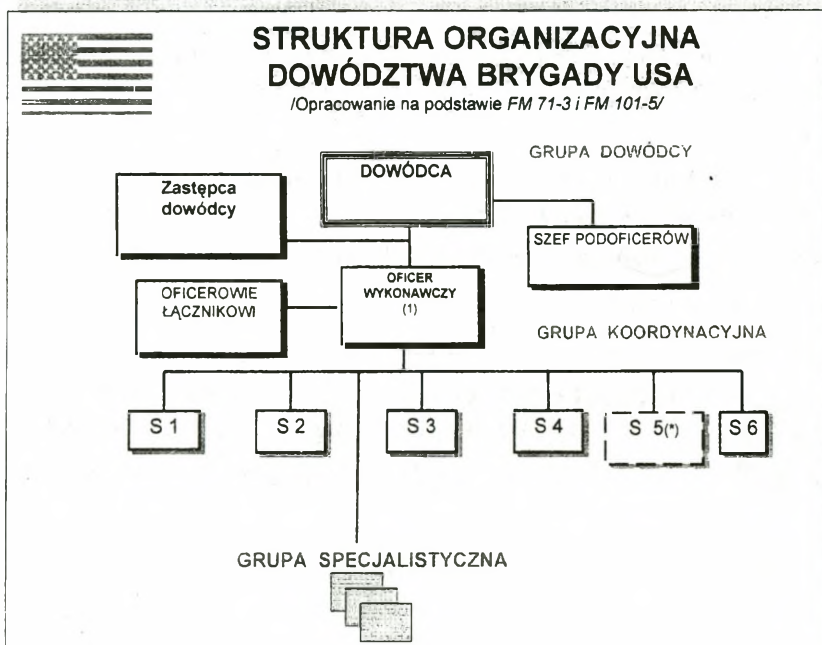 STRUKTURA ORGANIZACYJNA
DOWÓDZTWA BRYGADY USA
/Opracowanie na podstawie FM 71-3 i FM 101-5/
GRUPA DOWÓDCY
DOWÓDCA
Zastępca
dowódcy
SZEF PODOFICERÓW
OFICER
WYKONAWCZY
(1)
OFICEROWIE
ŁĄCZNIKOWI
GRUPA KOORDYNACYJNA
S 1
S 2
S 3
S 4
S 5(*)
S 6
GRUPA SPECJALISTYCZNA